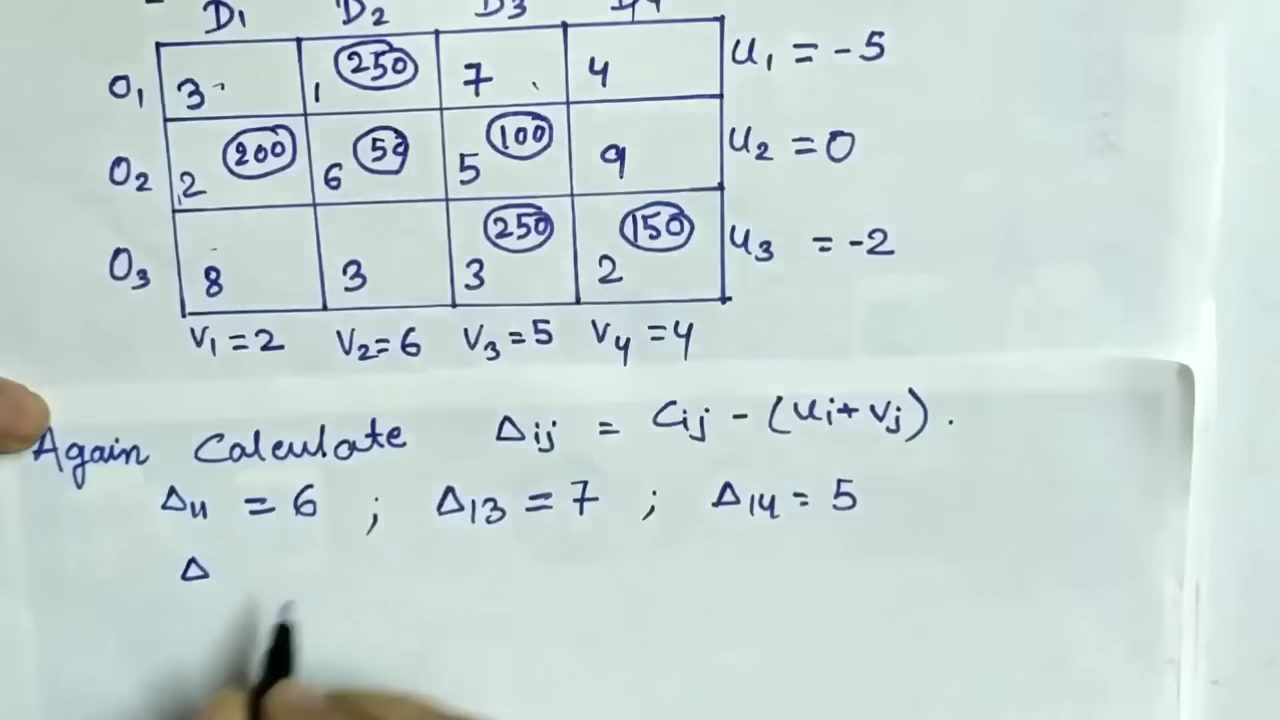 D1 D2 D3
O1 3 1 250 7 4 u1 = -5
O2 2 200 6 50 5 100 9 u2 = 0
O3 8 3 3 250 2 150 u3 = -2
V1 = 2 V2 = 6 V3 = 5 V4 = 4
Again Calculate Δij = Cij - (ui + vj).
Δ11 = 6 ; Δ13 = 7 ; Δ14 = 5
Δ